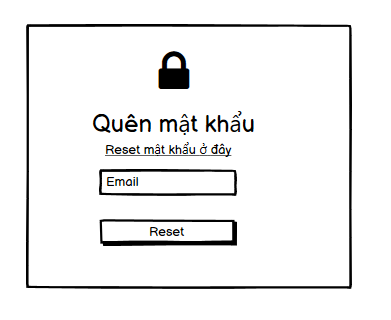 Quên mật khẩu
Reset mật khẩu ở đây
Email
Reset